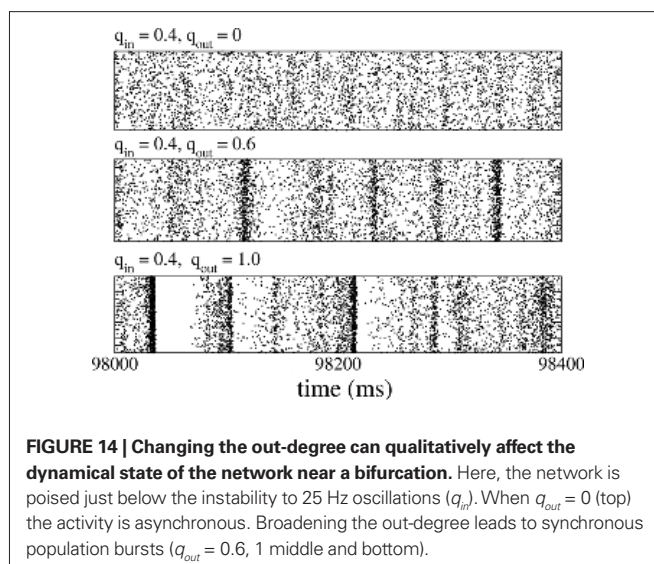 q_in = 0.4, q_out = 0
q_in = 0.4, q_out = 0.6
q_in = 0.4, q_out = 1.0
98000 98200 98400
time (ms)
FIGURE 14 | Changing the out-degree can qualitatively affect the
dynamical state of the network near a bifurcation. Here, the network is
poised just below the instability to 25 Hz oscillations (q_in). When q_out = 0 (top)
the activity is asynchronous. Broadening the out-degree leads to synchronous
population bursts (q_out = 0.6, 1 middle and bottom).